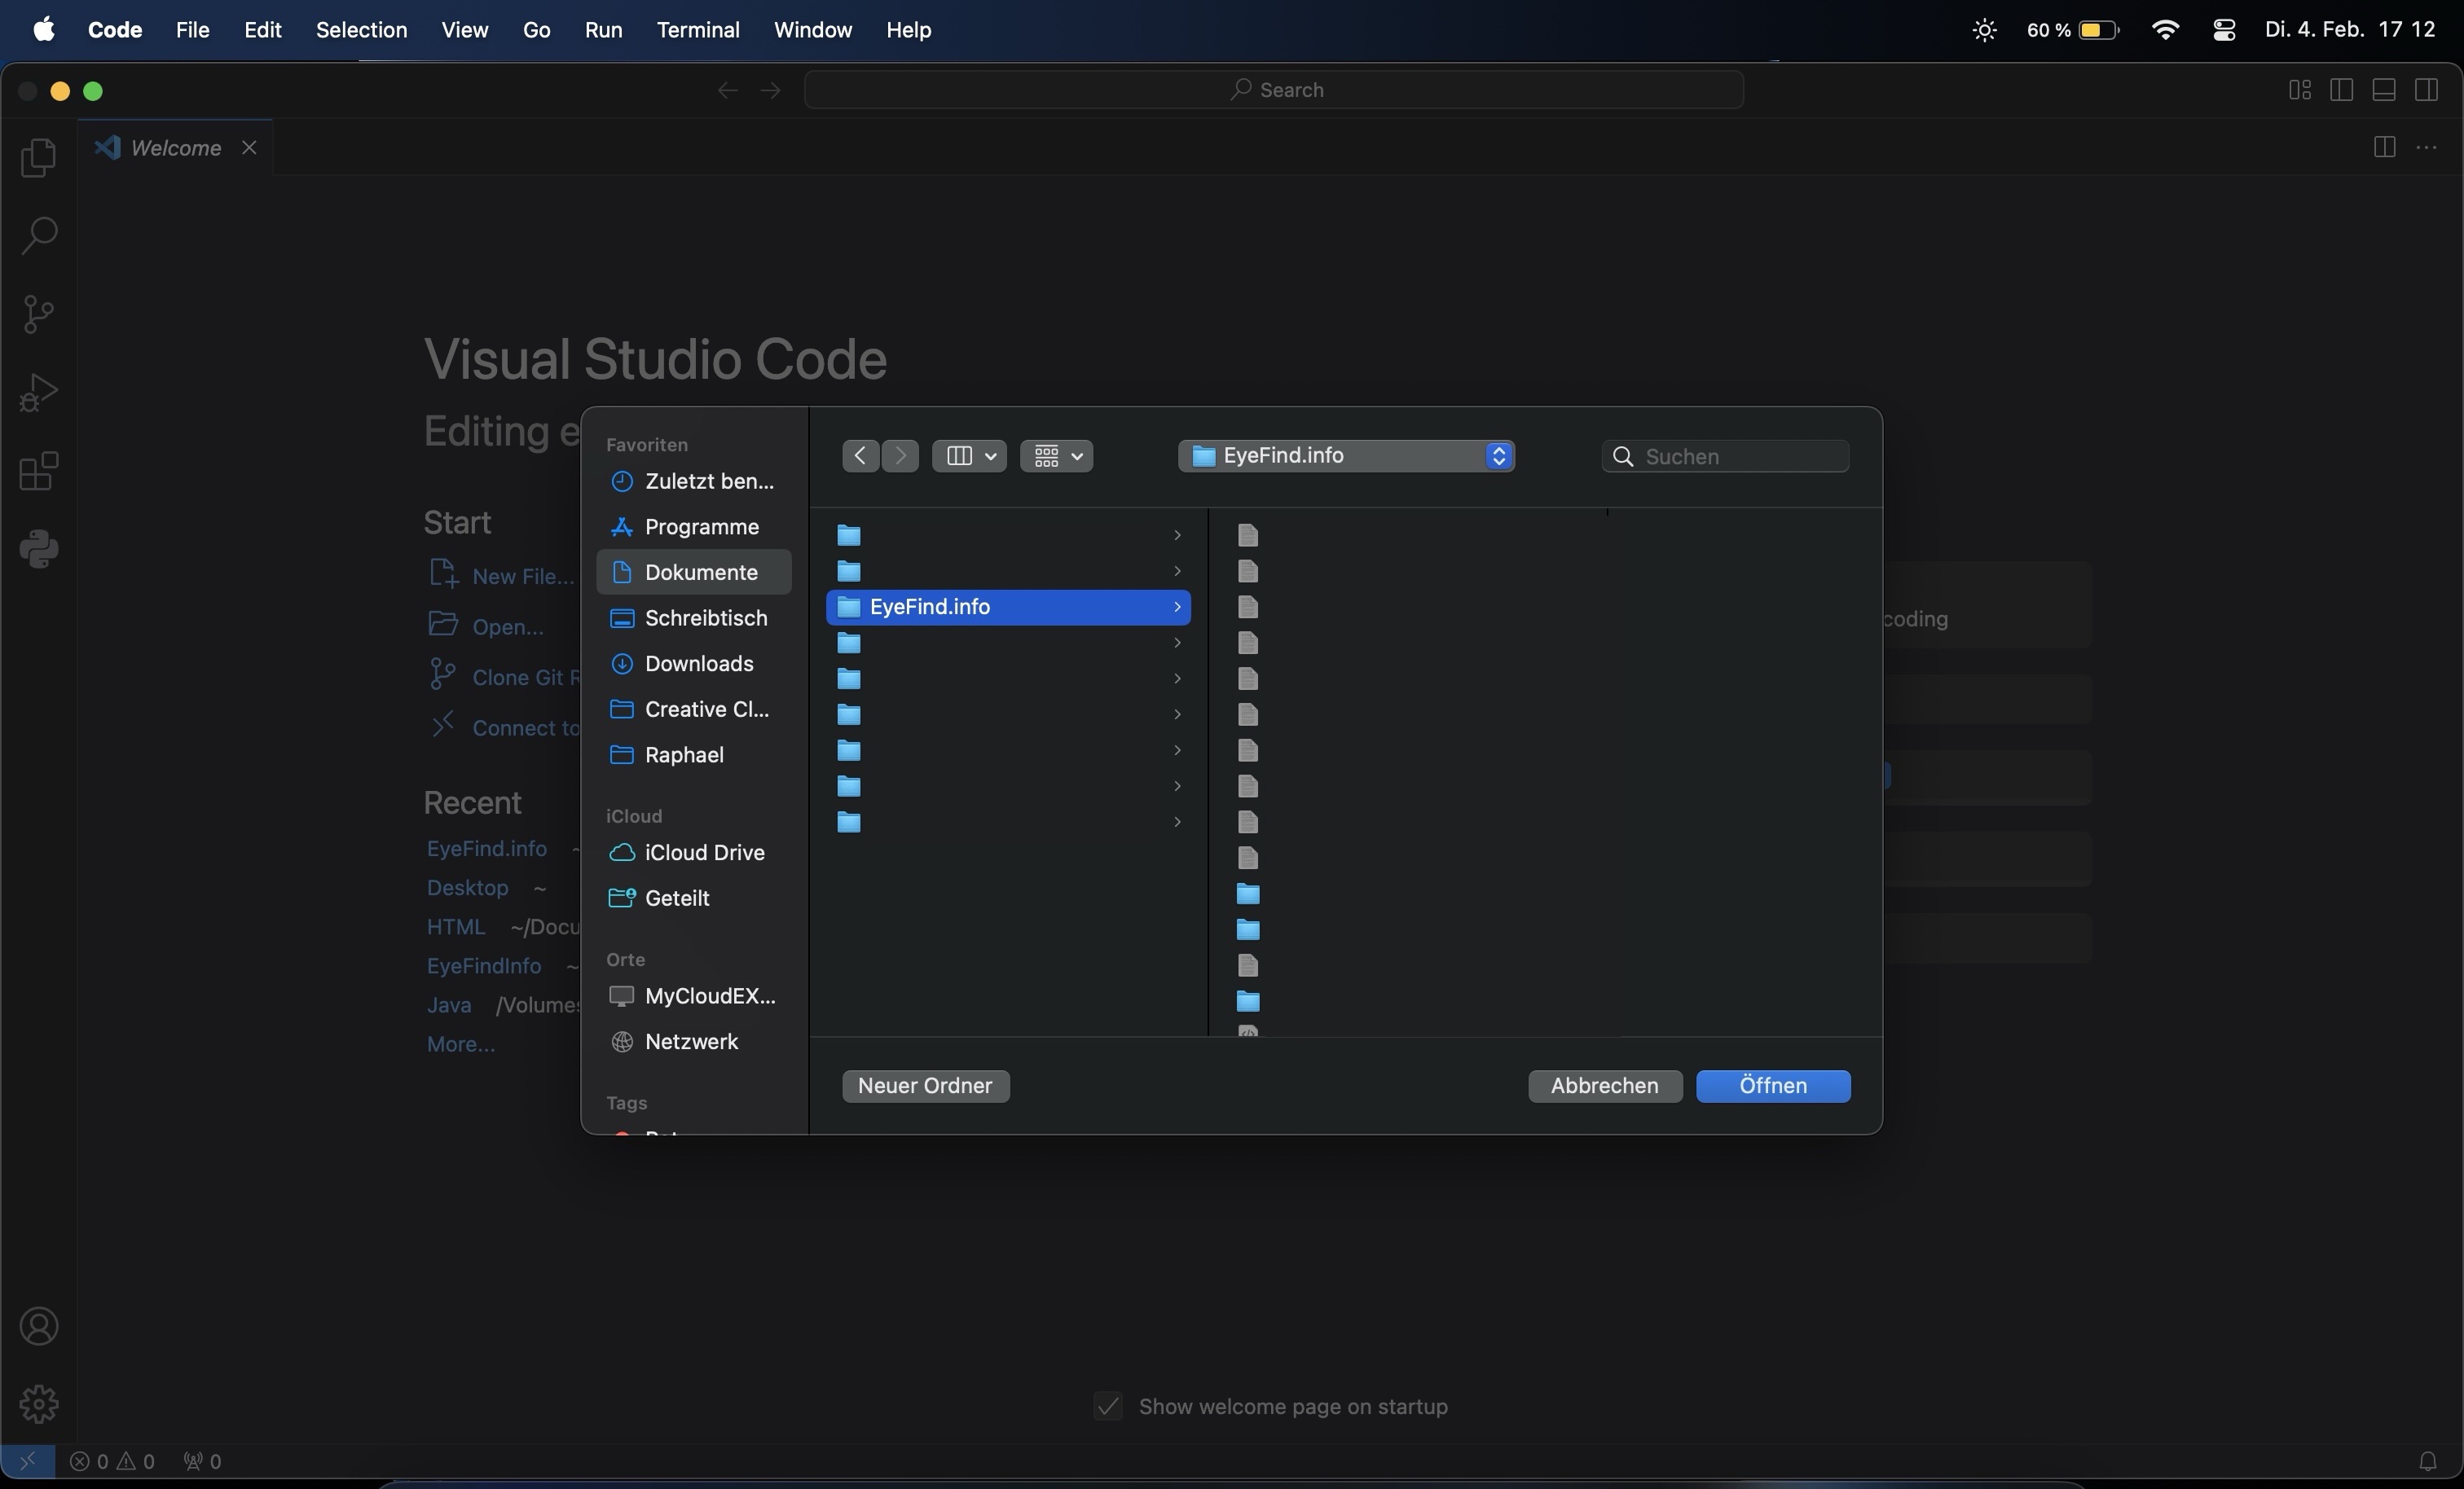 Code File Edit Selection View Go Run Terminal Window Help 60 % Di. 4. Feb. 17 12
Search
Welcome
Visual Studio Code
Editing e
Start
New File...
Open...
Clone Git R
Connect to
Recent
EyeFind.info ~
Desktop ~
HTML ~/Docu
EyeFindInfo ~
Java /Volumes
More...
Favoriten
Zuletzt ben...
Programme
Dokumente
Schreibtisch
Downloads
Creative Cl...
Raphael
iCloud
iCloud Drive
Geteilt
Orte
MyCloudEX...
Netzwerk
Tags
EyeFind.info
Suchen
EyeFind.info
Neuer Ordner
Abbrechen
Öffnen
coding
Show welcome page on startup
0 0 0